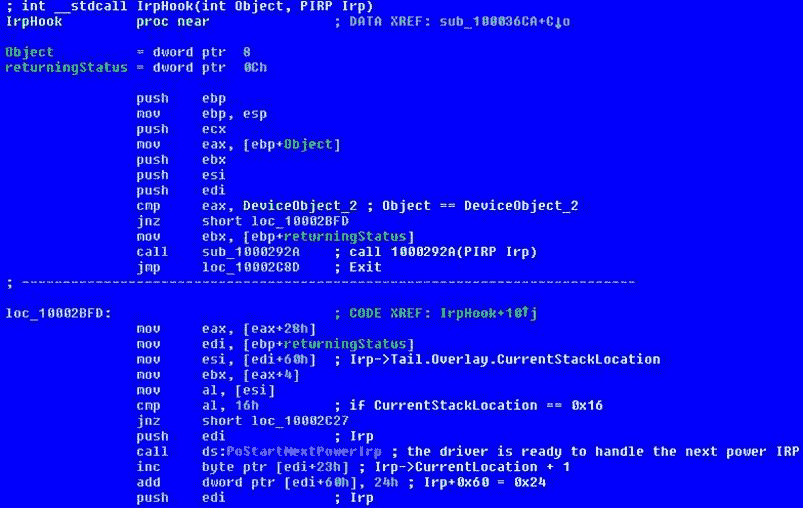 ; int __stdcall IrpHook(int Object, PIRP Irp)
IrpHook proc near ; DATA XREF: sub_100036CA+C↓o
Object = dword ptr 8
returningStatus = dword ptr 0Ch
push ebp
mov ebp, esp
push ecx
mov eax, [ebp+Object]
push ebx
push esi
push edi
cmp eax, DeviceObject_2 ; Object == DeviceObject_2
jnz short loc_10002BFD
mov ebx, [ebp+returningStatus]
call sub_1000292A ; call 1000292A(PIRP Irp)
jmp loc_10002C8D ; Exit
; ---------------------------------------------------------------------------
loc_10002BFD: ; CODE XREF: IrpHook+10↑j
mov eax, [eax+28h]
mov edi, [ebp+returningStatus]
mov esi, [edi+60h] ; Irp->Tail.Overlay.CurrentStackLocation
mov ebx, [eax+4]
mov al, [esi]
cmp al, 16h ; if CurrentStackLocation == 0x16
jnz short loc_10002C27
push edi ; Irp
call ds:PoStartNextPowerIrp ; the driver is ready to handle the next power IRP
inc byte ptr [edi+23h] ; Irp->CurrentLocation + 1
add dword ptr [edi+60h], 24h ; Irp+0x60 = 0x24
push edi ; Irp